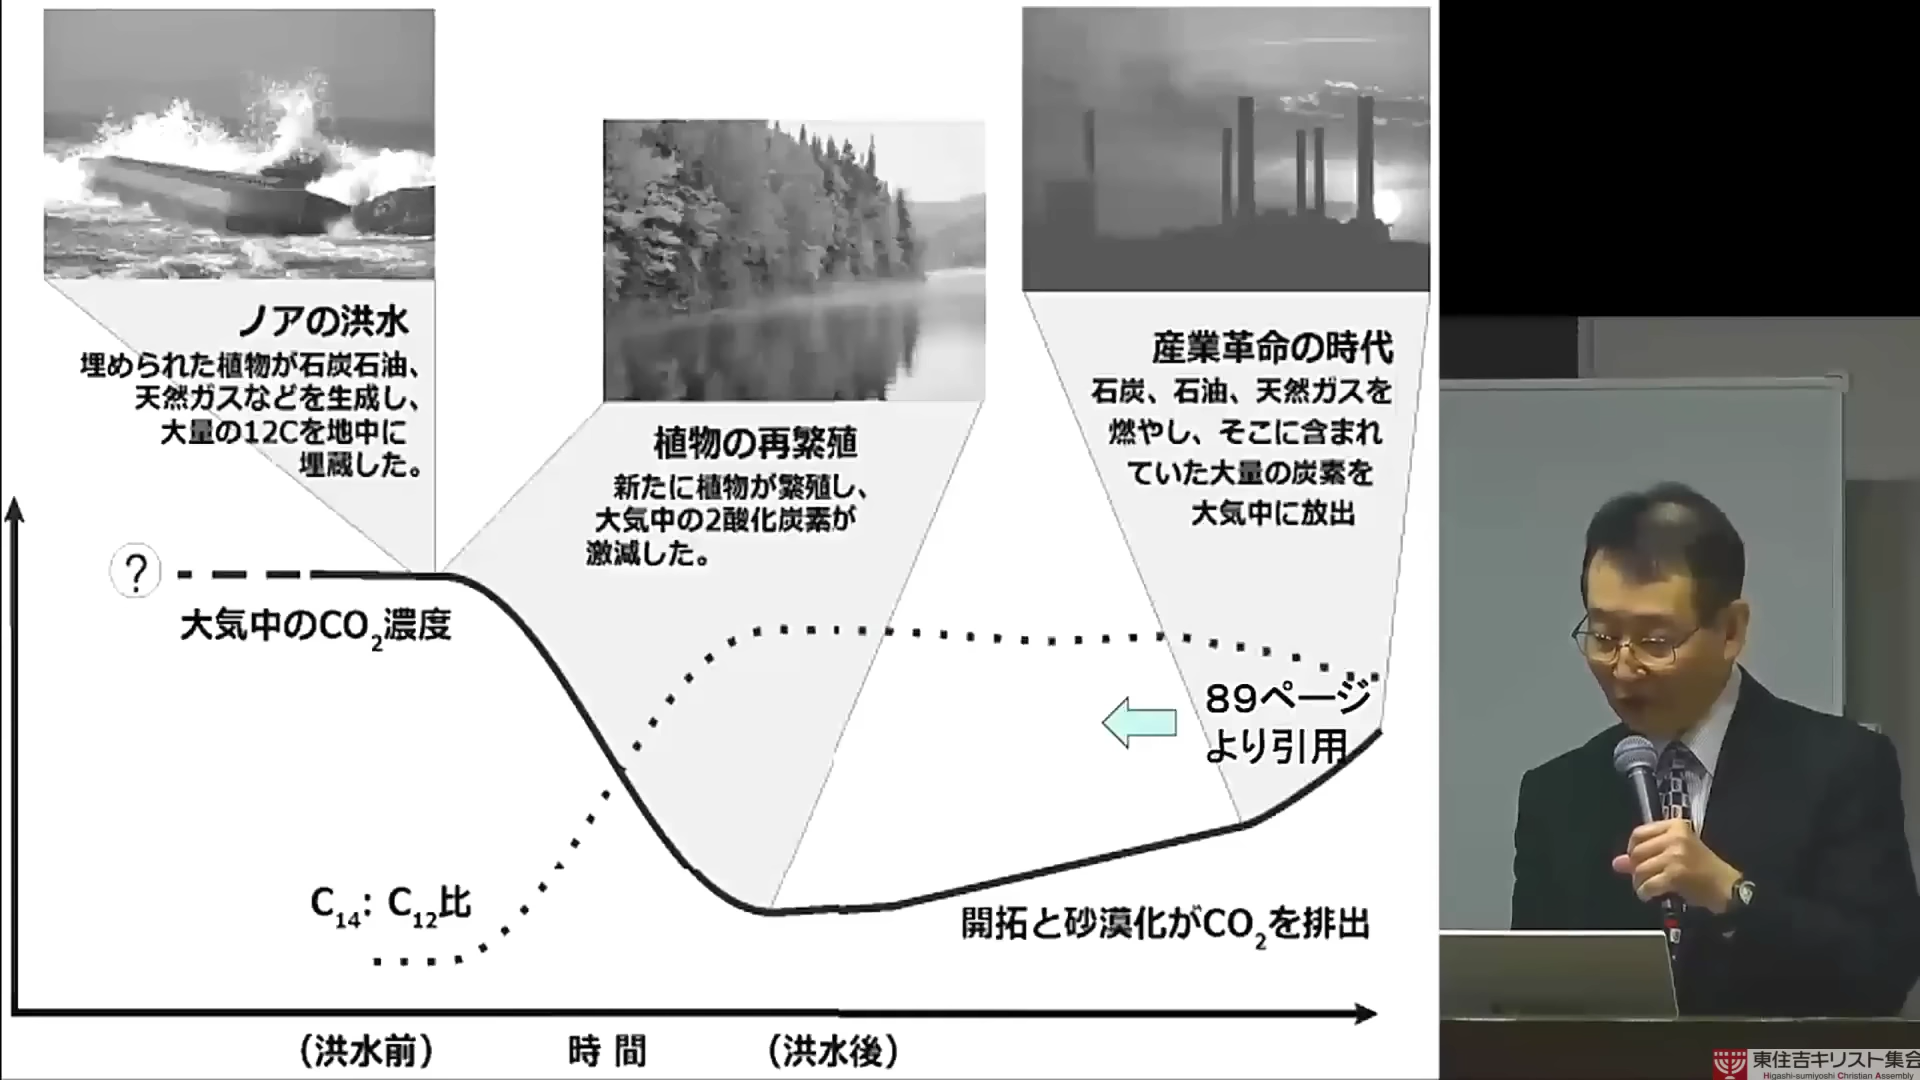 ノアの洪水
埋められた植物が石炭石油、
天然ガスなどを生成し、
大量の12Cを地中に
埋蔵した。
植物の再繁殖
新たに植物が繁殖し、
大気中の2酸化炭素が
激減した。
産業革命の時代
石炭、石油、天然ガスを
燃やし、そこに含まれ
ていた大量の炭素を
大気中に放出
?
大気中のCO2濃度
89ページ
より引用
C14: C12比
開拓と砂漠化がCO2を排出
(洪水前)
時間
(洪水後)
東住吉キリスト集会
Higashi-sumiyoshi Christian Assembly